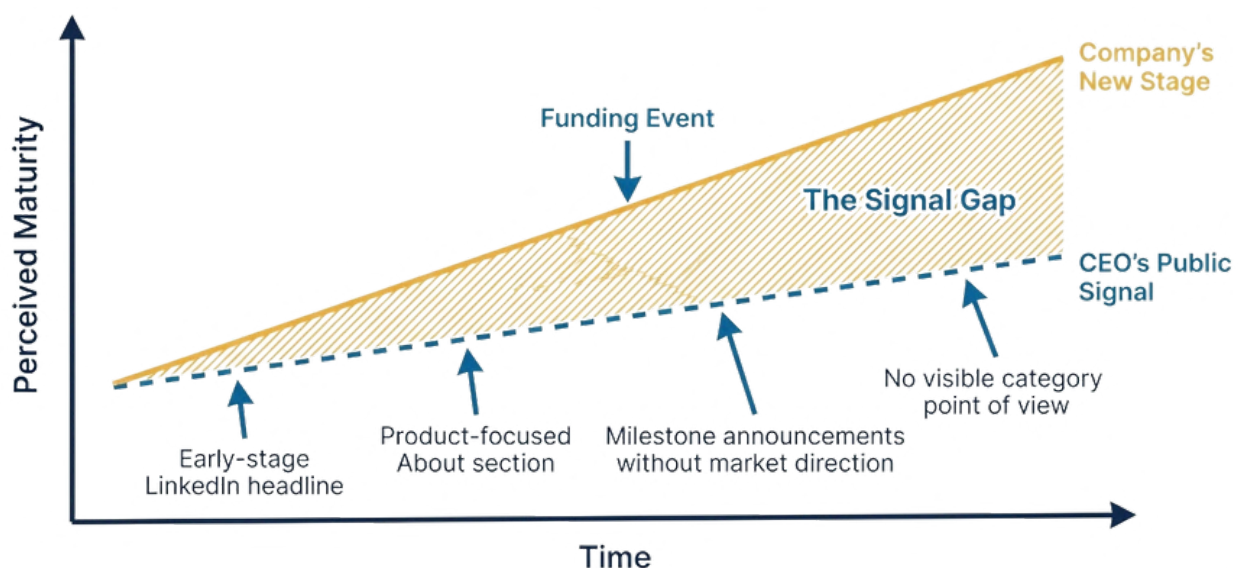 Company's
New Stage
Funding Event
The Signal Gap
CEO's Public
Signal
Perceived Maturity
No visible category
point of view
Product-focused
About section
Milestone announcements
without market direction
Early-stage
LinkedIn headline
Time